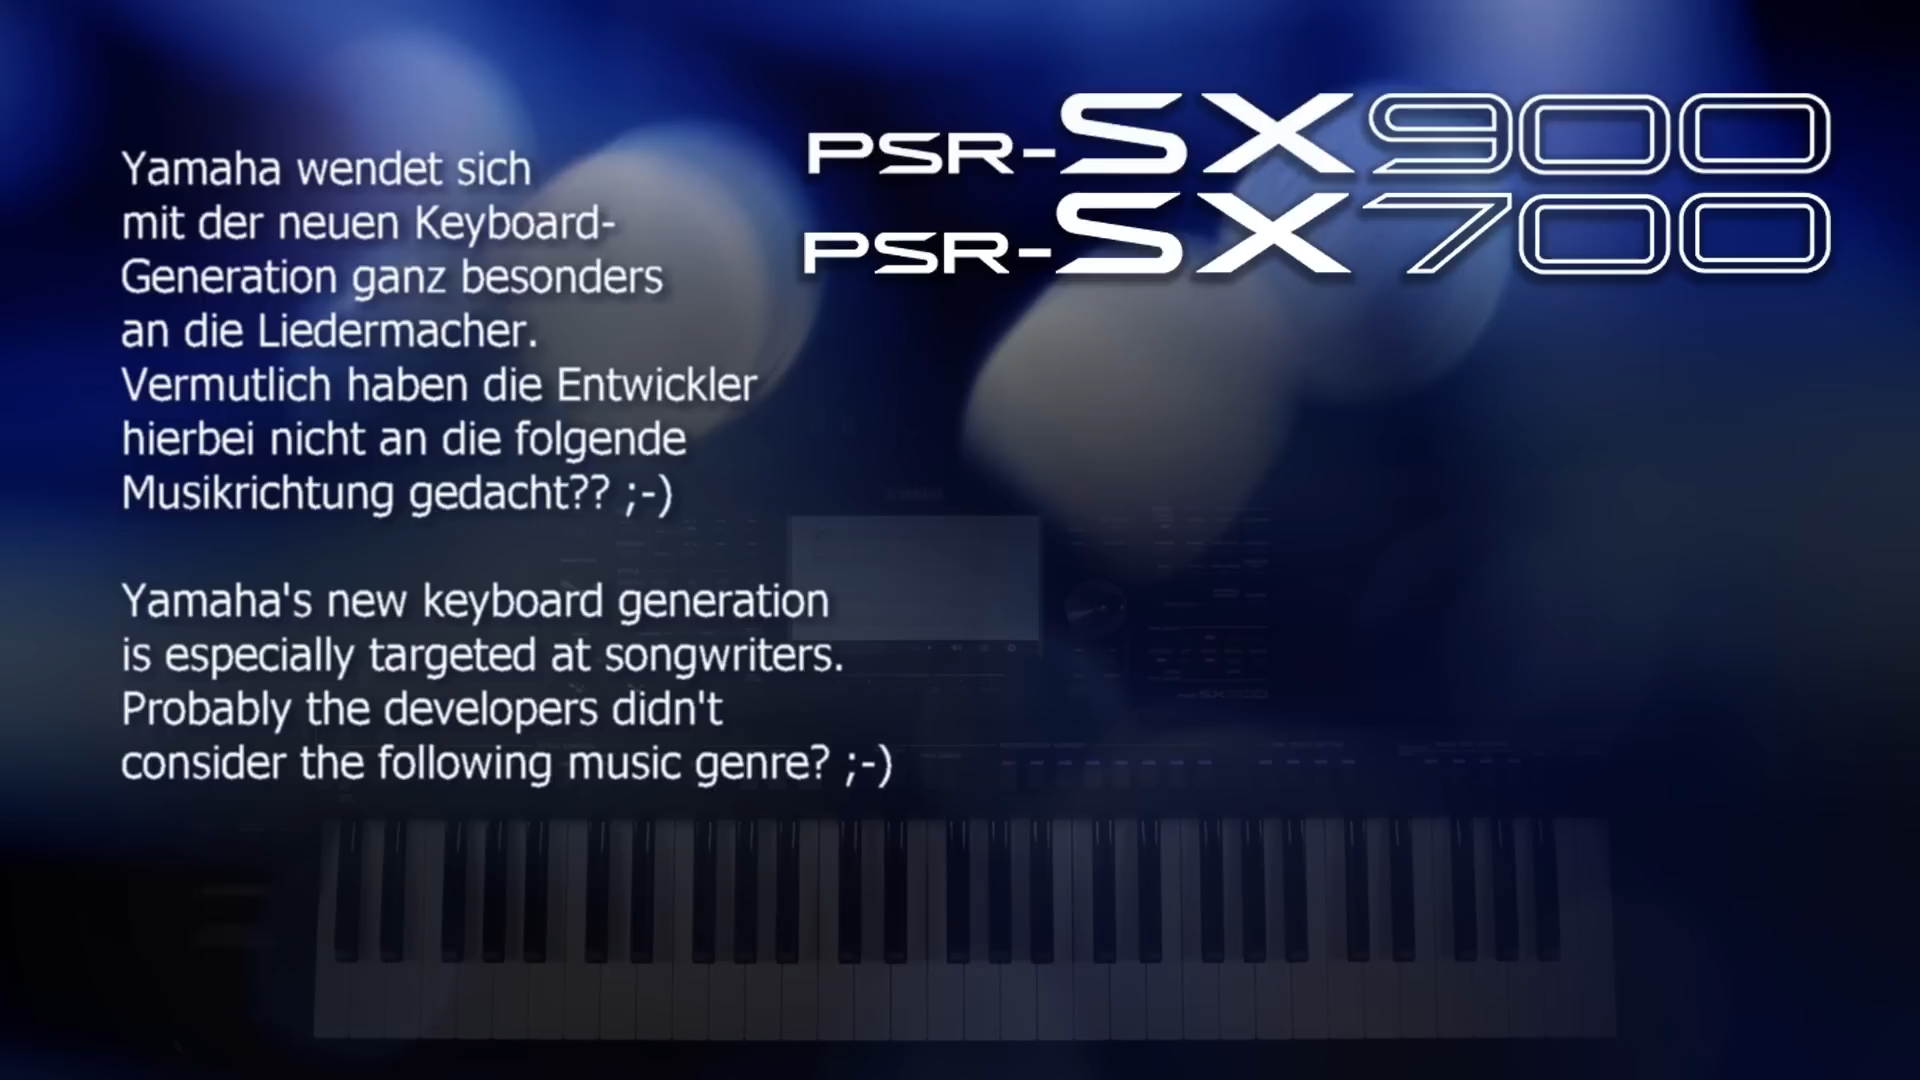 PSR-SX900
PSR-SX700
Yamaha wendet sich
mit der neuen Keyboard-
Generation ganz besonders
an die Liedermacher.
Vermutlich haben die Entwickler
hierbei nicht an die folgende
Musikrichtung gedacht?? ;-)
Yamaha's new keyboard generation
is especially targeted at songwriters.
Probably the developers didn't
consider the following music genre? ;-)